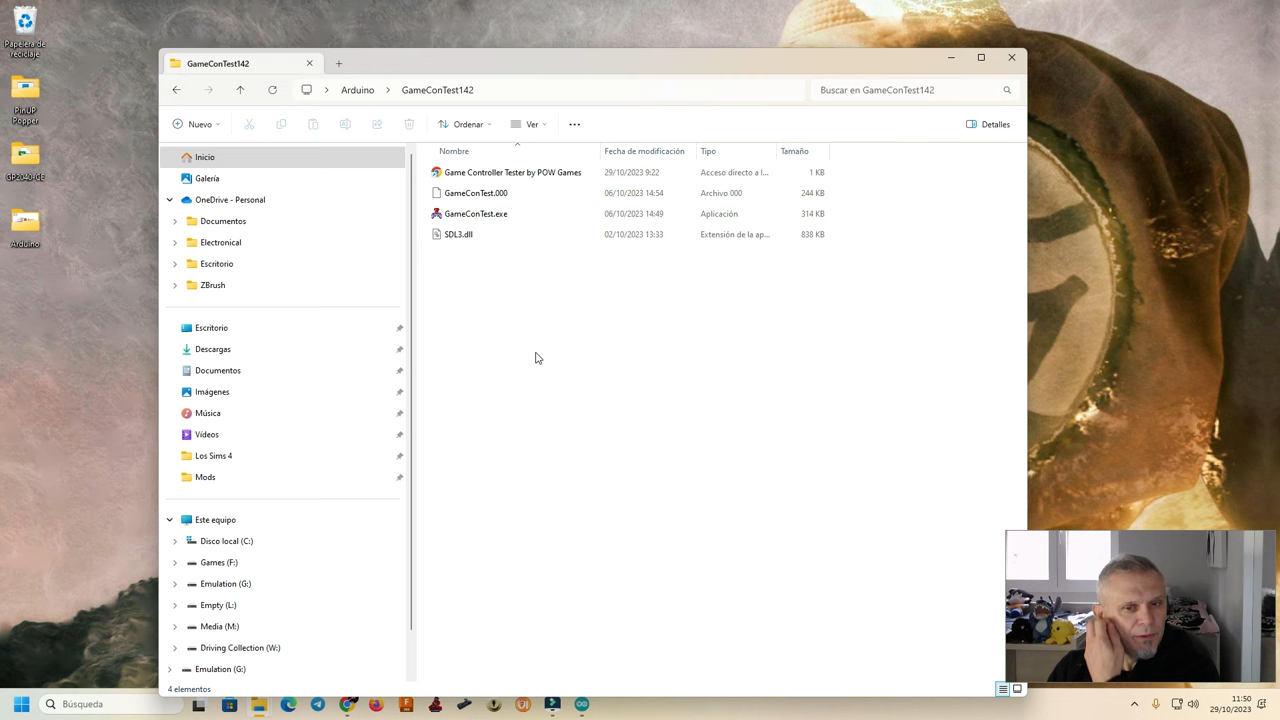 Papelera de
reciclaje
PinUP
Popper
GP2040-CE
Arduino
GameConTest142
Arduino
GameConTest142
Buscar en GameConTest142
Nuevo
Ordenar
Ver
Detalles
Inicio
Galería
OneDrive - Personal
Documentos
Electronical
Escritorio
ZBrush
Escritorio
Descargas
Documentos
Imágenes
Música
Vídeos
Los Sims 4
Mods
Este equipo
Disco local (C:)
Games (F:)
Emulation (G:)
Empty (L:)
Media (M:)
Driving Collection (W:)
Emulation (G:)
Nombre Fecha de modificación Tipo Tamaño
Game Controller Tester by POW Games 29/10/2023 9:22 Acceso directo a l... 1 KB
GameConTest.000 06/10/2023 14:54 Archivo 000 244 KB
GameConTest.exe 06/10/2023 14:49 Aplicación 314 KB
SDL3.dll 02/10/2023 13:33 Extensión de la ap... 838 KB
4 elementos
Búsqueda
11:50
29/10/2023